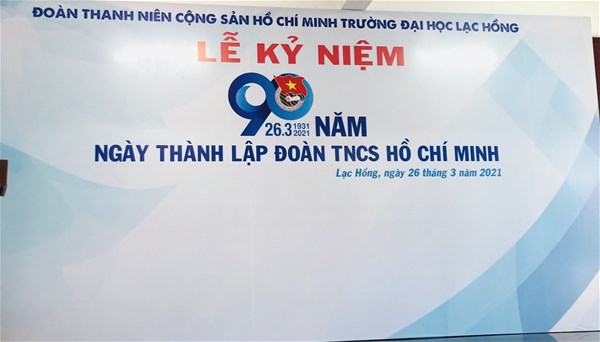 ĐOÀN THANH NIÊN CỘNG SẢN HỒ CHÍ MINH TRƯỜNG ĐẠI HỌC LẠC HỒNG
LỄ KỶ NIỆM
90 NĂM
26.3 1931 2021
NGÀY THÀNH LẬP ĐOÀN TNCS HỒ CHÍ MINH
Lạc Hồng, ngày 26 tháng 3 năm 2021